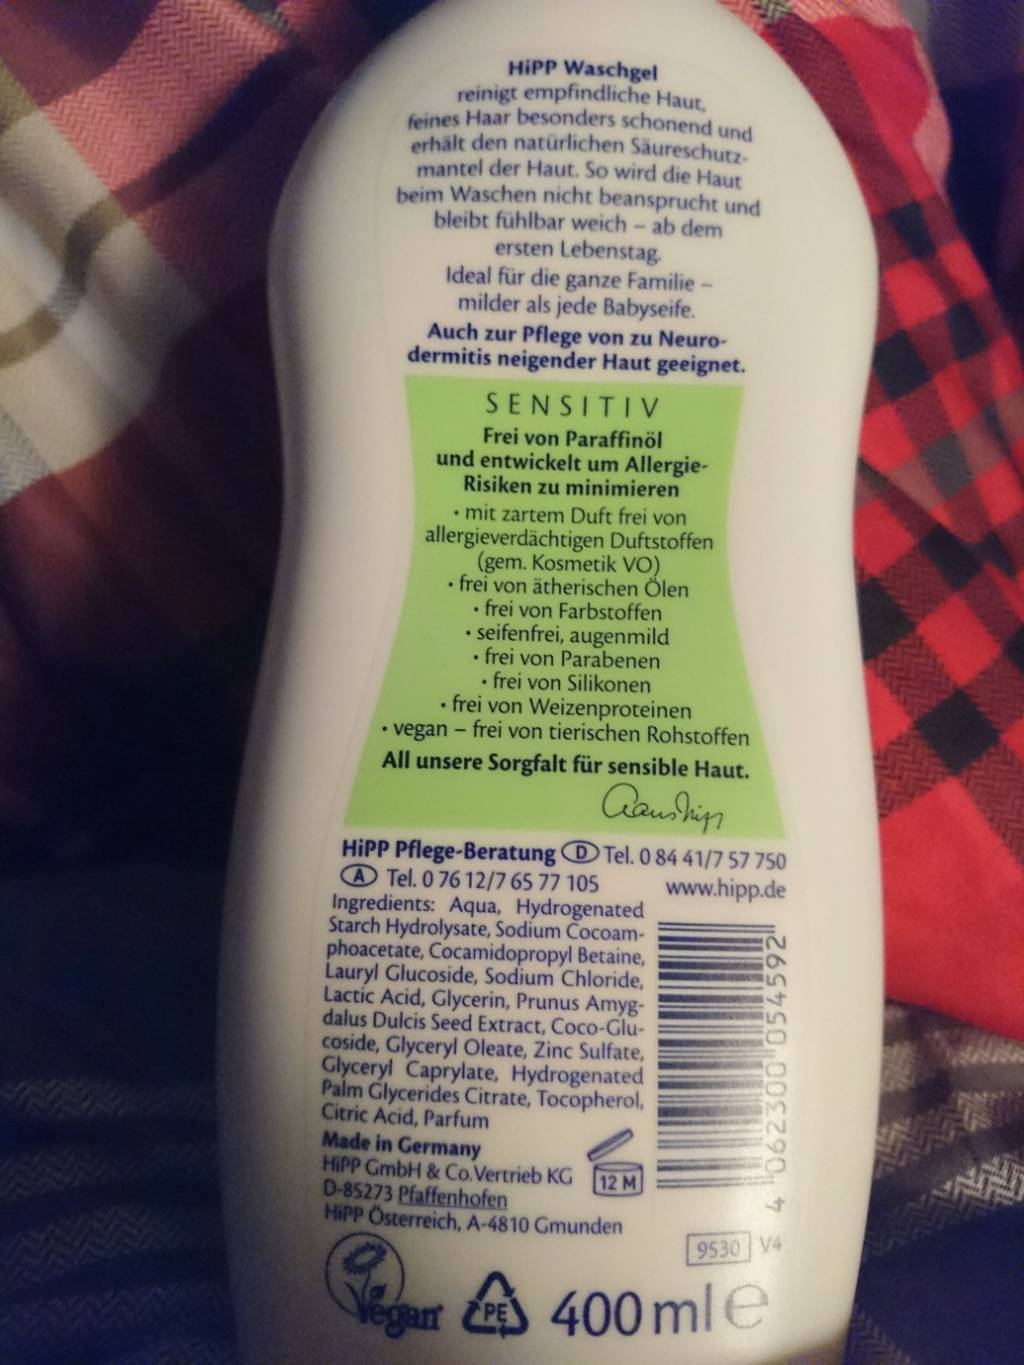 HiPP Waschgel
reinigt empfindliche Haut,
feines Haar besonders schonend und
erhält den natürlichen Säureschutz-
mantel der Haut. So wird die Haut
beim Waschen nicht beansprucht und
bleibt fühlbar weich – ab dem
ersten Lebenstag.
Ideal für die ganze Familie –
milder als jede Babyseife.
Auch zur Pflege von zu Neuro-
dermitis neigender Haut geeignet.
SENSITIV
Frei von Paraffinöl
und entwickelt um Allergie-
Risiken zu minimieren
• mit zartem Duft frei von
allergieverdächtigen Duftstoffen
(gem. Kosmetik VO)
• frei von ätherischen Ölen
• frei von Farbstoffen
• seifenfrei, augenmild
• frei von Parabenen
• frei von Silikonen
• frei von Weizenproteinen
• vegan – frei von tierischen Rohstoffen
All unsere Sorgfalt für sensible Haut.
Claus Hipp
HiPP Pflege-Beratung D Tel. 0 84 41/7 57 750
A Tel. 0 76 12/7 65 77 105
www.hipp.de
Ingredients: Aqua, Hydrogenated
Starch Hydrolysate, Sodium Cocoam-
phoacetate, Cocamidopropyl Betaine,
Lauryl Glucoside, Sodium Chloride,
Lactic Acid, Glycerin, Prunus Amyg-
dalus Dulcis Seed Extract, Coco-Glu-
coside, Glyceryl Oleate, Zinc Sulfate,
Glyceryl Caprylate, Hydrogenated
Palm Glycerides Citrate, Tocopherol,
Citric Acid, Parfum
Made in Germany
HiPP GmbH & Co.Vertrieb KG
D-85273 Pfaffenhofen
HiPP Österreich, A-4810 Gmunden
12 M
4 062300 054592
9530 V4
Vegan
PE
400 ml e